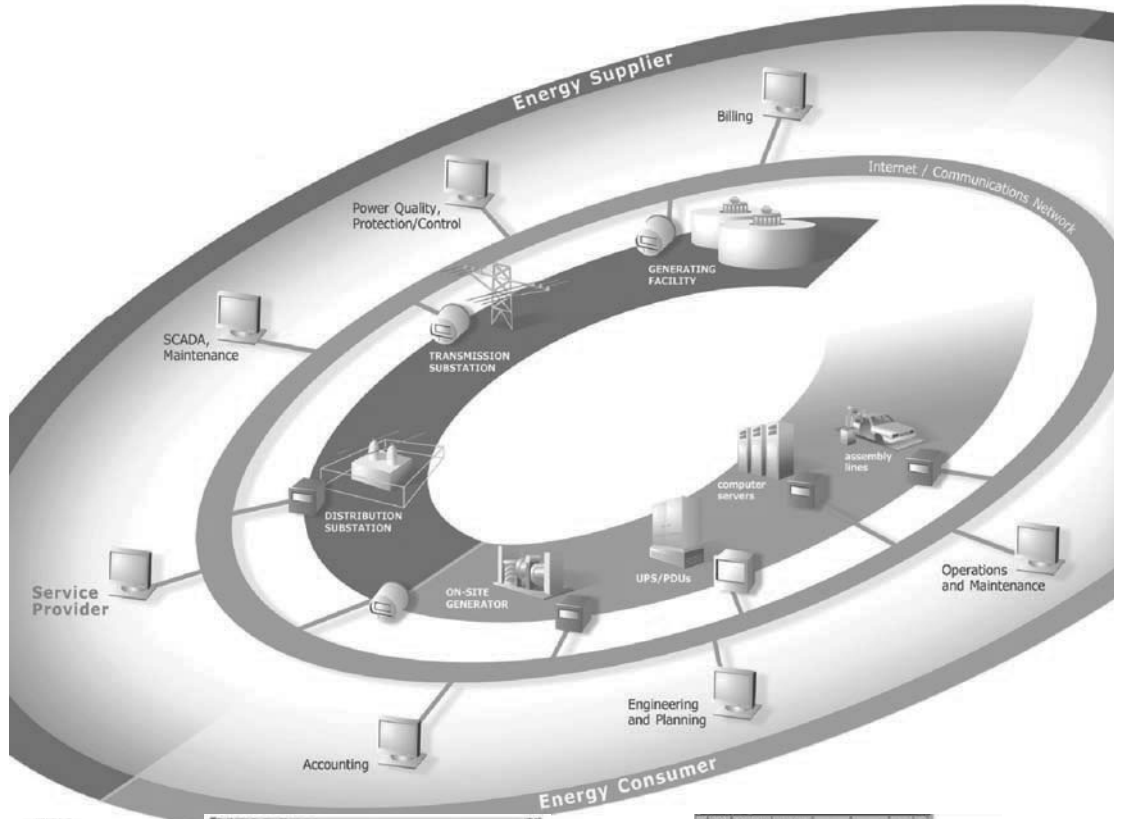 Energy Supplier
Billing
Internet / Communications Network
Power Quality,
Protection/Control
GENERATING
FACILITY
SCADA,
Maintenance
TRANSMISSION
SUBSTATION
assembly
lines
computer
servers
DISTRIBUTION
SUBSTATION
Service
Provider
ON-SITE
GENERATOR
UPS/PDUs
Operations
and Maintenance
Engineering
and Planning
Accounting
Energy Consumer